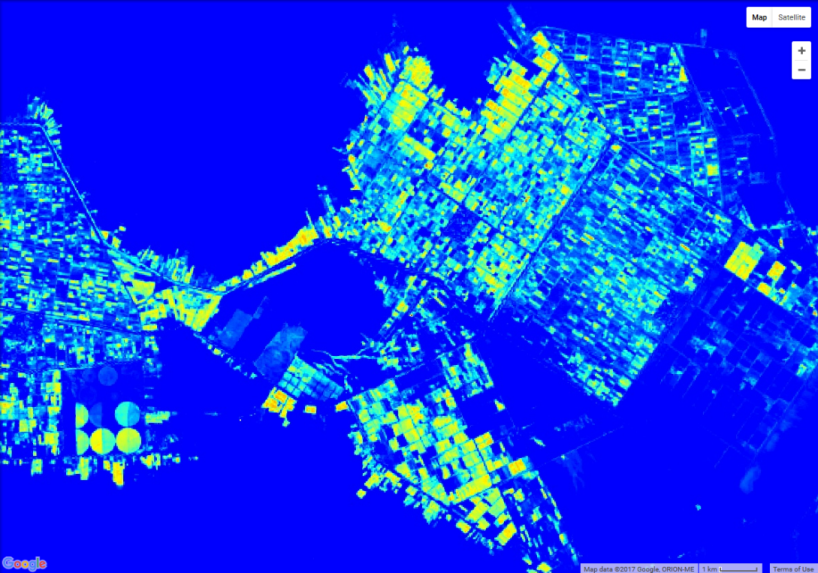 Map Satellite
+
−
Google
Map data ©2017 Google, ORION-ME 1 km Terms of Use